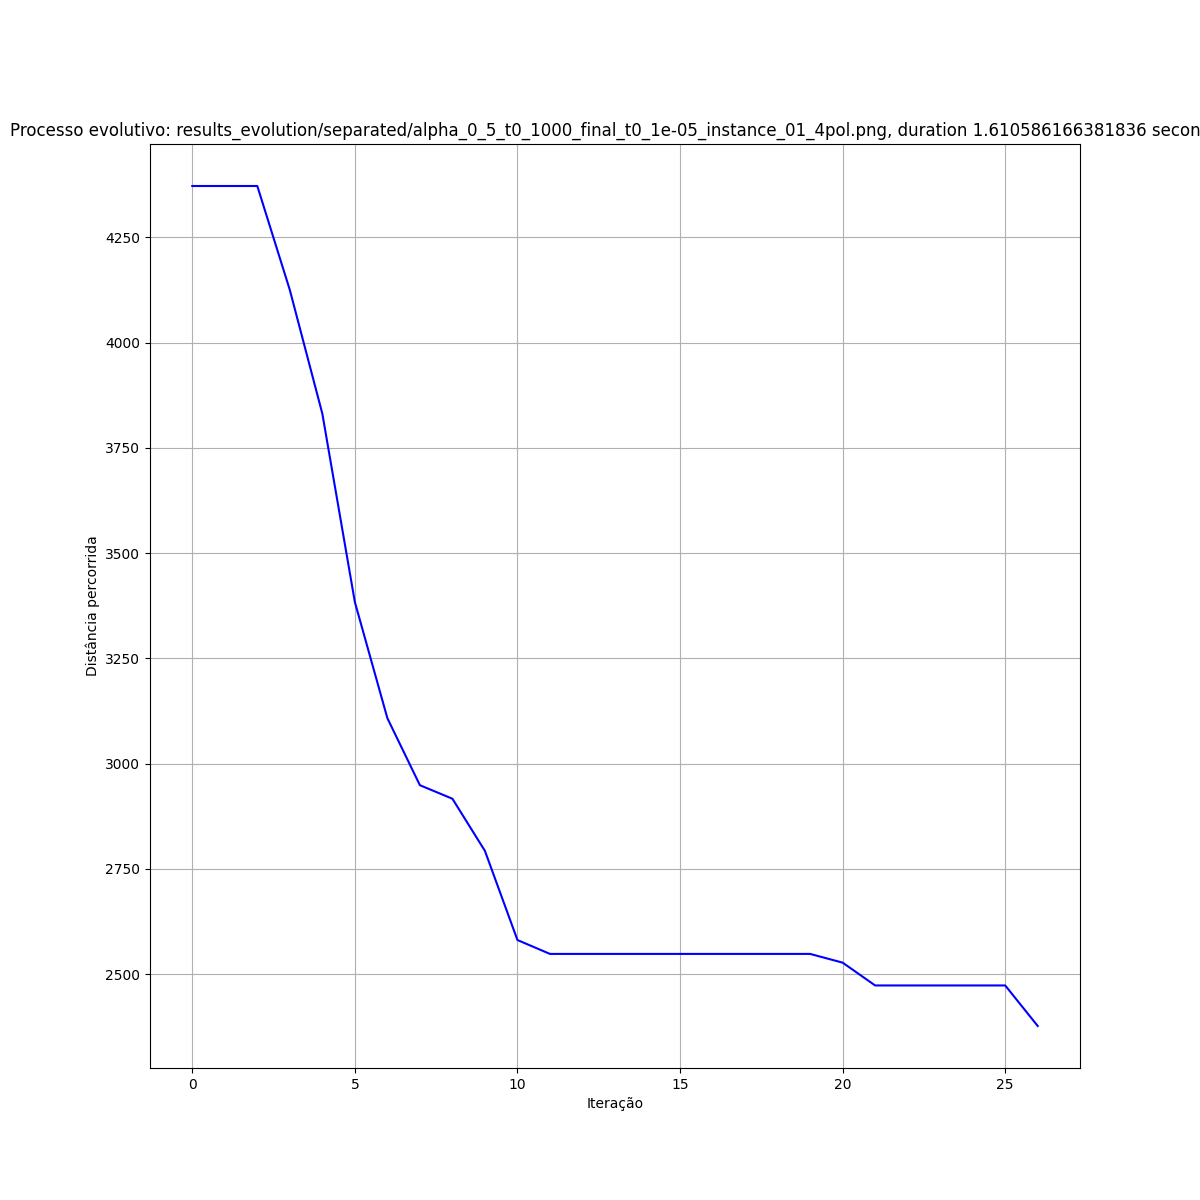 Processo evolutivo: results_evolution/separated/alpha_0_5_t0_1000_final_t0_1e-05_instance_01_4pol.png, duration 1.610586166381836 secon
4250
4000
3750
3500
3250
3000
2750
2500
Distância percorrida
0 5 10 15 20 25
Iteração